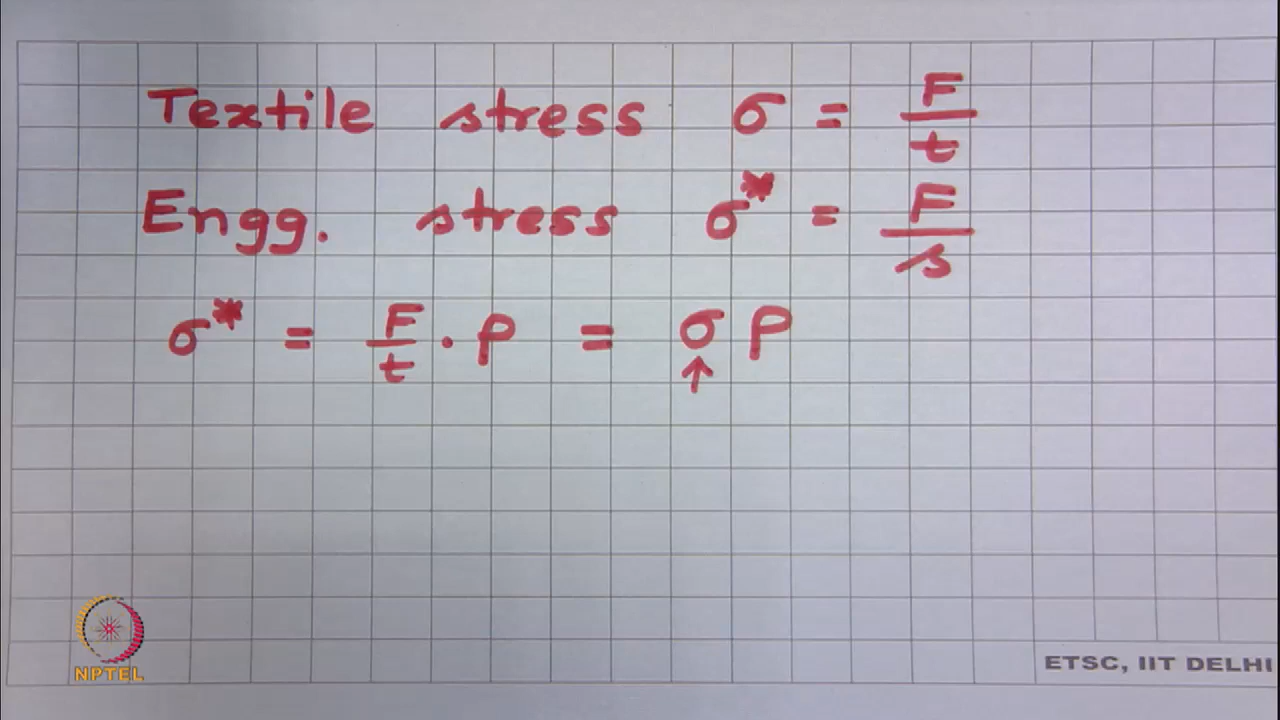 Textile stress σ = F/t
Engg. stress σ* = F/s
σ* = F/t · ρ = σ ρ
↑
NPTEL
ETSC, IIT DELHI